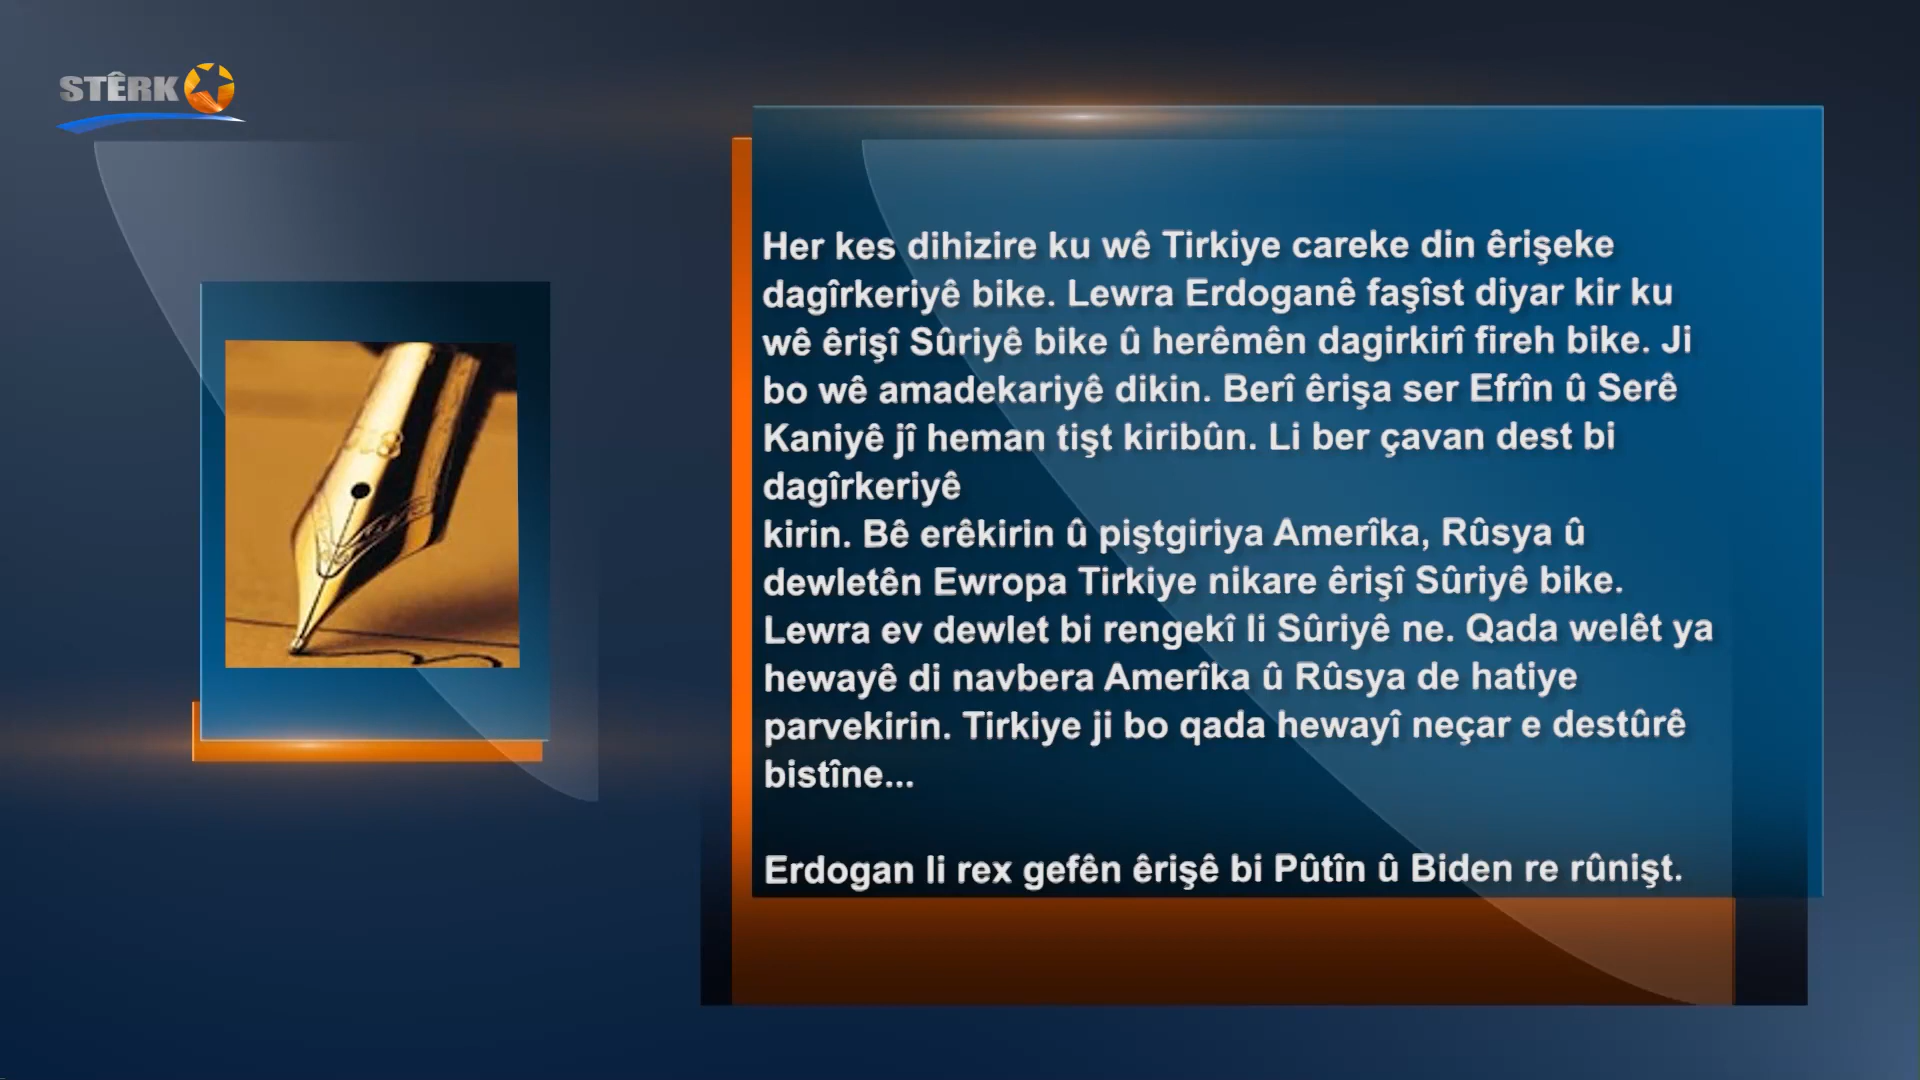 STÊRK
Her kes dihizire ku wê Tirkiye careke din êrişeke
dagîrkeriyê bike. Lewra Erdoganê faşîst diyar kir ku
wê êrişî Sûriyê bike û herêmên dagirkirî fireh bike. Ji
bo wê amadekariyê dikin. Berî êrişa ser Efrîn û Serê
Kaniyê jî heman tişt kiribûn. Li ber çavan dest bi
dagîrkeriyê
kirin. Bê erêkirin û piştgiriya Amerîka, Rûsya û
dewletên Ewropa Tirkiye nikare êrişî Sûriyê bike.
Lewra ev dewlet bi rengekî li Sûriyê ne. Qada welêt ya
hewayê di navbera Amerîka û Rûsya de hatiye
parvekirin. Tirkiye ji bo qada hewayî neçar e destûrê
bistîne...
Erdogan li rex gefên êrişê bi Pûtîn û Biden re rûnişt.